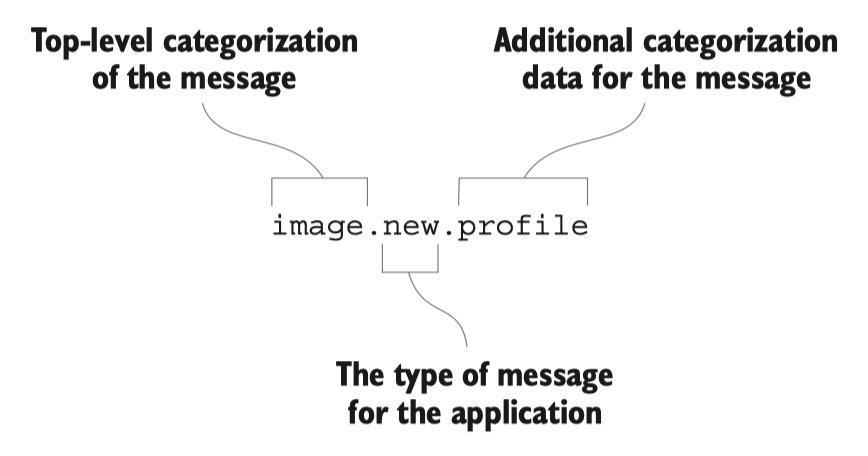 Top-level categorization
of the message
Additional categorization
data for the message
image.new.profile
The type of message
for the application